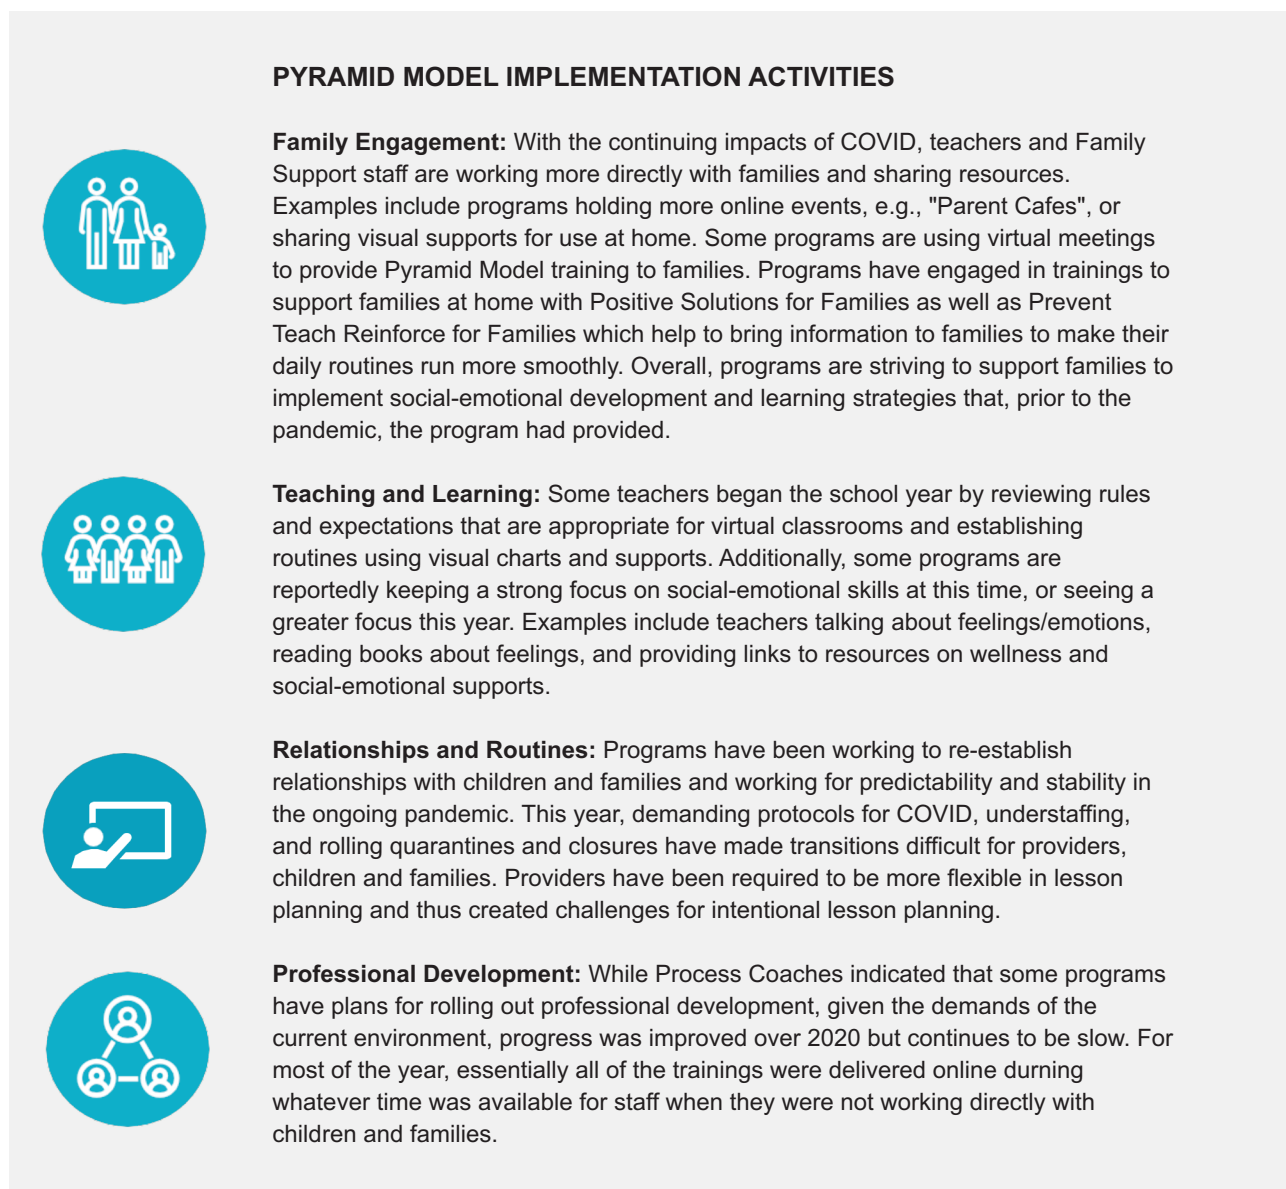 PYRAMID MODEL IMPLEMENTATION ACTIVITIES
Family Engagement: With the continuing impacts of COVID, teachers and Family
Support staff are working more directly with families and sharing resources.
Examples include programs holding more online events, e.g., "Parent Cafes", or
sharing visual supports for use at home. Some programs are using virtual meetings
to provide Pyramid Model training to families. Programs have engaged in trainings to
support families at home with Positive Solutions for Families as well as Prevent
Teach Reinforce for Families which help to bring information to families to make their
daily routines run more smoothly. Overall, programs are striving to support families to
implement social-emotional development and learning strategies that, prior to the
pandemic, the program had provided.
Teaching and Learning: Some teachers began the school year by reviewing rules
and expectations that are appropriate for virtual classrooms and establishing
routines using visual charts and supports. Additionally, some programs are
reportedly keeping a strong focus on social-emotional skills at this time, or seeing a
greater focus this year. Examples include teachers talking about feelings/emotions,
reading books about feelings, and providing links to resources on wellness and
social-emotional supports.
Relationships and Routines: Programs have been working to re-establish
relationships with children and families and working for predictability and stability in
the ongoing pandemic. This year, demanding protocols for COVID, understaffing,
and rolling quarantines and closures have made transitions difficult for providers,
children and families. Providers have been required to be more flexible in lesson
planning and thus created challenges for intentional lesson planning.
Professional Development: While Process Coaches indicated that some programs
have plans for rolling out professional development, given the demands of the
current environment, progress was improved over 2020 but continues to be slow. For
most of the year, essentially all of the trainings were delivered online durning
whatever time was available for staff when they were not working directly with
children and families.